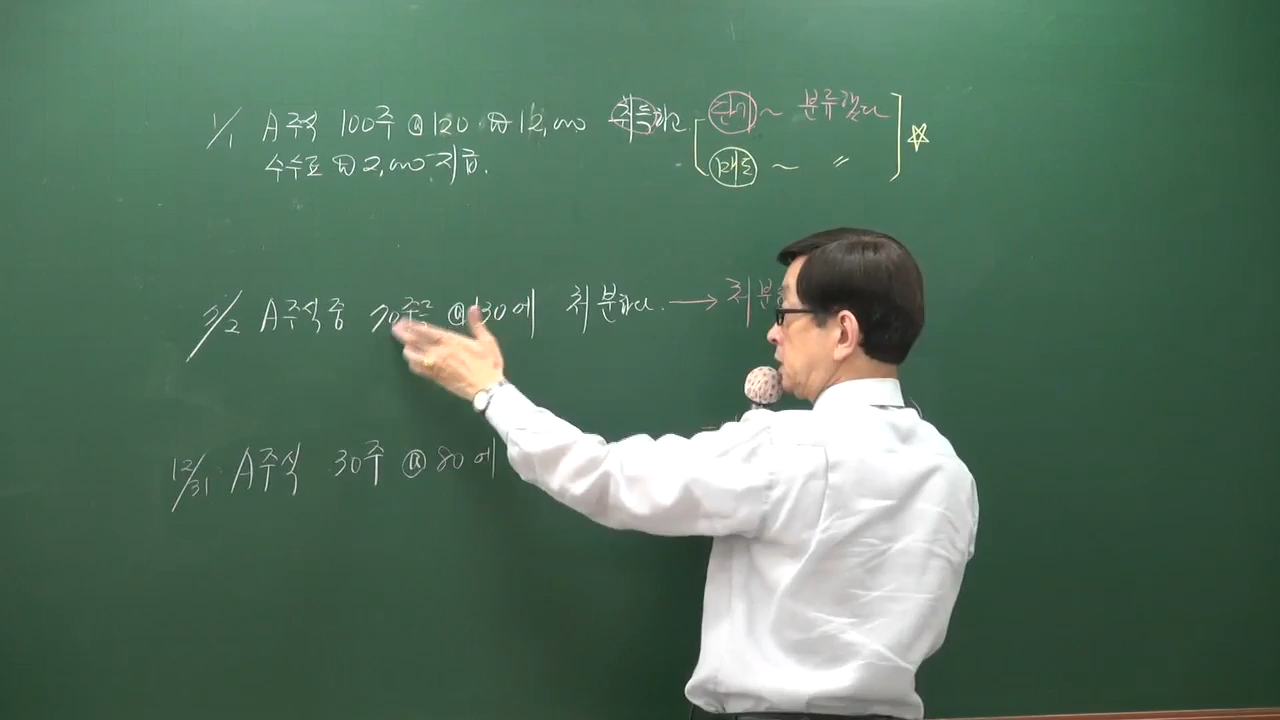 1/1 A주식 100주 @120 ₩12,000 취득하고 단기~ 분류했다
수수료 ₩2,000 지급. 매도 ~ 〃
2/2 A주식중 70주를 @130에 취분하다. → 처분
12/31 A주식 30주 @80에